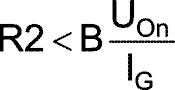 R2 < B U_On / I_G